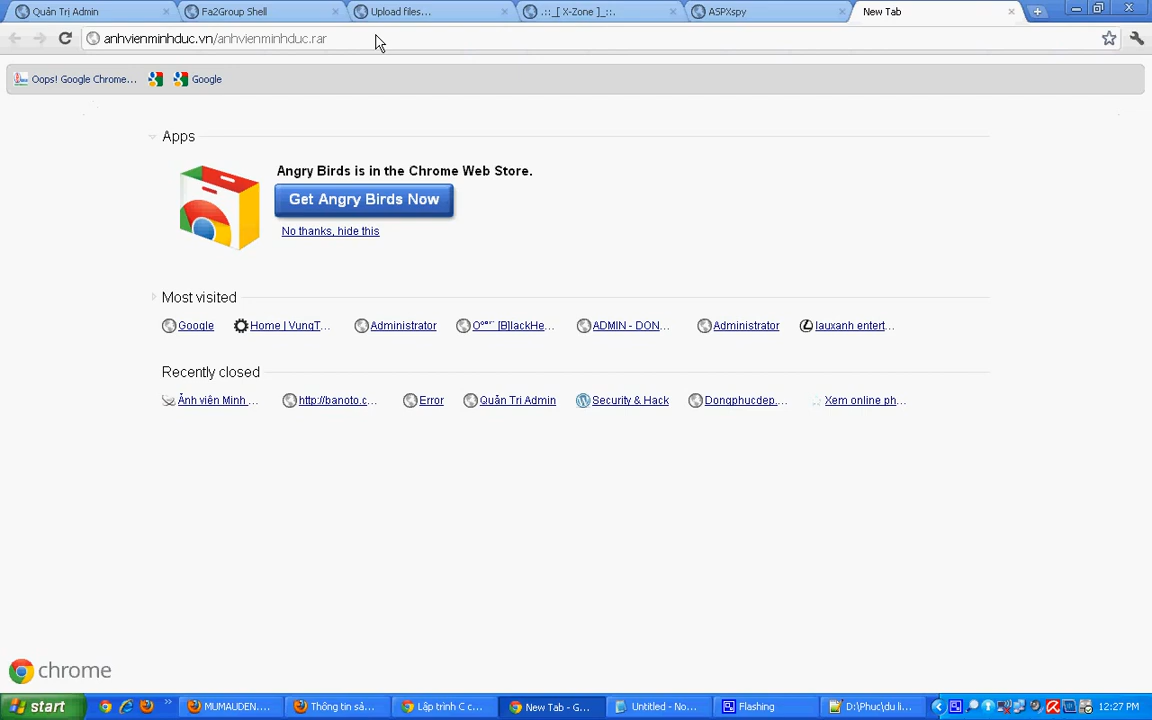 Quản Trị Admin
Fa2Group Shell
Upload files...
.::_[ X-Zone ]_::.
ASPXspy
New Tab
anhvienminhduc.vn/anhvienminhduc.rar
Oops! Google Chrome...
Google
Apps
Angry Birds is in the Chrome Web Store.
Get Angry Birds Now
No thanks, hide this
Most visited
Google
Home | VungT...
Administrator
[B]lackHe...
ADMIN - DON...
Administrator
lauxanh entert...
Recently closed
Ảnh viên Minh ...
http://banoto.c...
Error
Quản Trị Admin
Security & Hack
Dongphucdep....
Xem online ph...
chrome
start
MUMAUDEN....
Thông tin sả...
Lập trình C c...
New Tab - G...
Untitled - No...
Flashing
D:\Phuc\du li...
12:27 PM